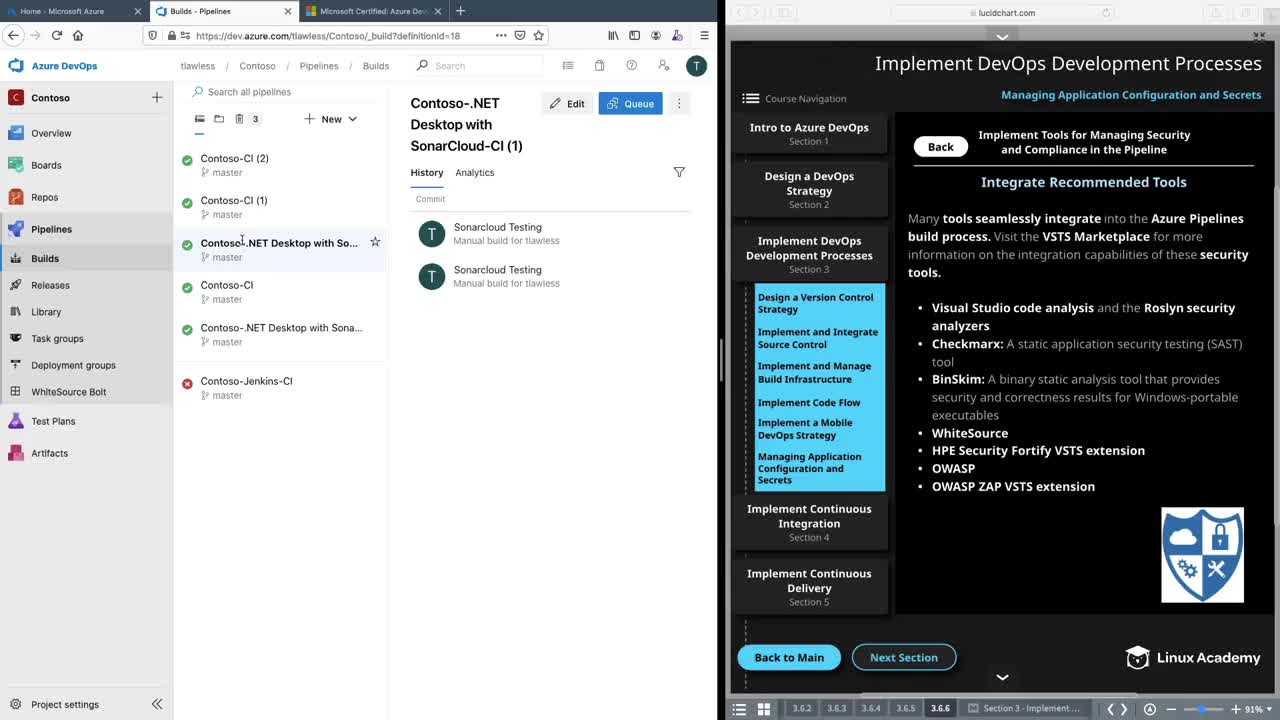 Home - Microsoft Azure
Builds - Pipelines
Microsoft Certified: Azure Dev
https://dev.azure.com/tlawless/Contoso/_build?definitionId=18
Azure DevOps
tlawless / Contoso / Pipelines / Builds
Search
T
C
Contoso
Overview
Boards
Repos
Pipelines
Builds
Releases
Library
Task groups
Deployment groups
WhiteSource Bolt
Test Plans
Artifacts
Project settings
Search all pipelines
3
New
Contoso-CI (2)
master
Contoso-CI (1)
master
Contoso-.NET Desktop with So...
master
Contoso-CI
master
Contoso-.NET Desktop with Sona...
master
Contoso-Jenkins-CI
master
Contoso-.NET
Desktop with
SonarCloud-CI (1)
Edit
Queue
History
Analytics
Commit
T
Sonarcloud Testing
Manual build for tlawless
T
Sonarcloud Testing
Manual build for tlawless
lucidchart.com
Implement DevOps Development Processes
Course Navigation
Managing Application Configuration and Secrets
Intro to Azure DevOps
Section 1
Design a DevOps
Strategy
Section 2
Implement DevOps
Development Processes
Section 3
Design a Version Control
Strategy
Implement and Integrate
Source Control
Implement and Manage
Build Infrastructure
Implement Code Flow
Implement a Mobile
DevOps Strategy
Managing Application
Configuration and
Secrets
Implement Continuous
Integration
Section 4
Implement Continuous
Delivery
Section 5
Back to Main
Next Section
Back
Implement Tools for Managing Security
and Compliance in the Pipeline
Integrate Recommended Tools
Many tools seamlessly integrate into the Azure Pipelines
build process. Visit the VSTS Marketplace for more
information on the integration capabilities of these security
tools.
• Visual Studio code analysis and the Roslyn security
analyzers
• Checkmarx: A static application security testing (SAST)
tool
• BinSkim: A binary static analysis tool that provides
security and correctness results for Windows-portable
executables
• WhiteSource
• HPE Security Fortify VSTS extension
• OWASP
• OWASP ZAP VSTS extension
Linux Academy
3.6.2
3.6.3
3.6.4
3.6.5
3.6.6
Section 3 - Implement ...
91%